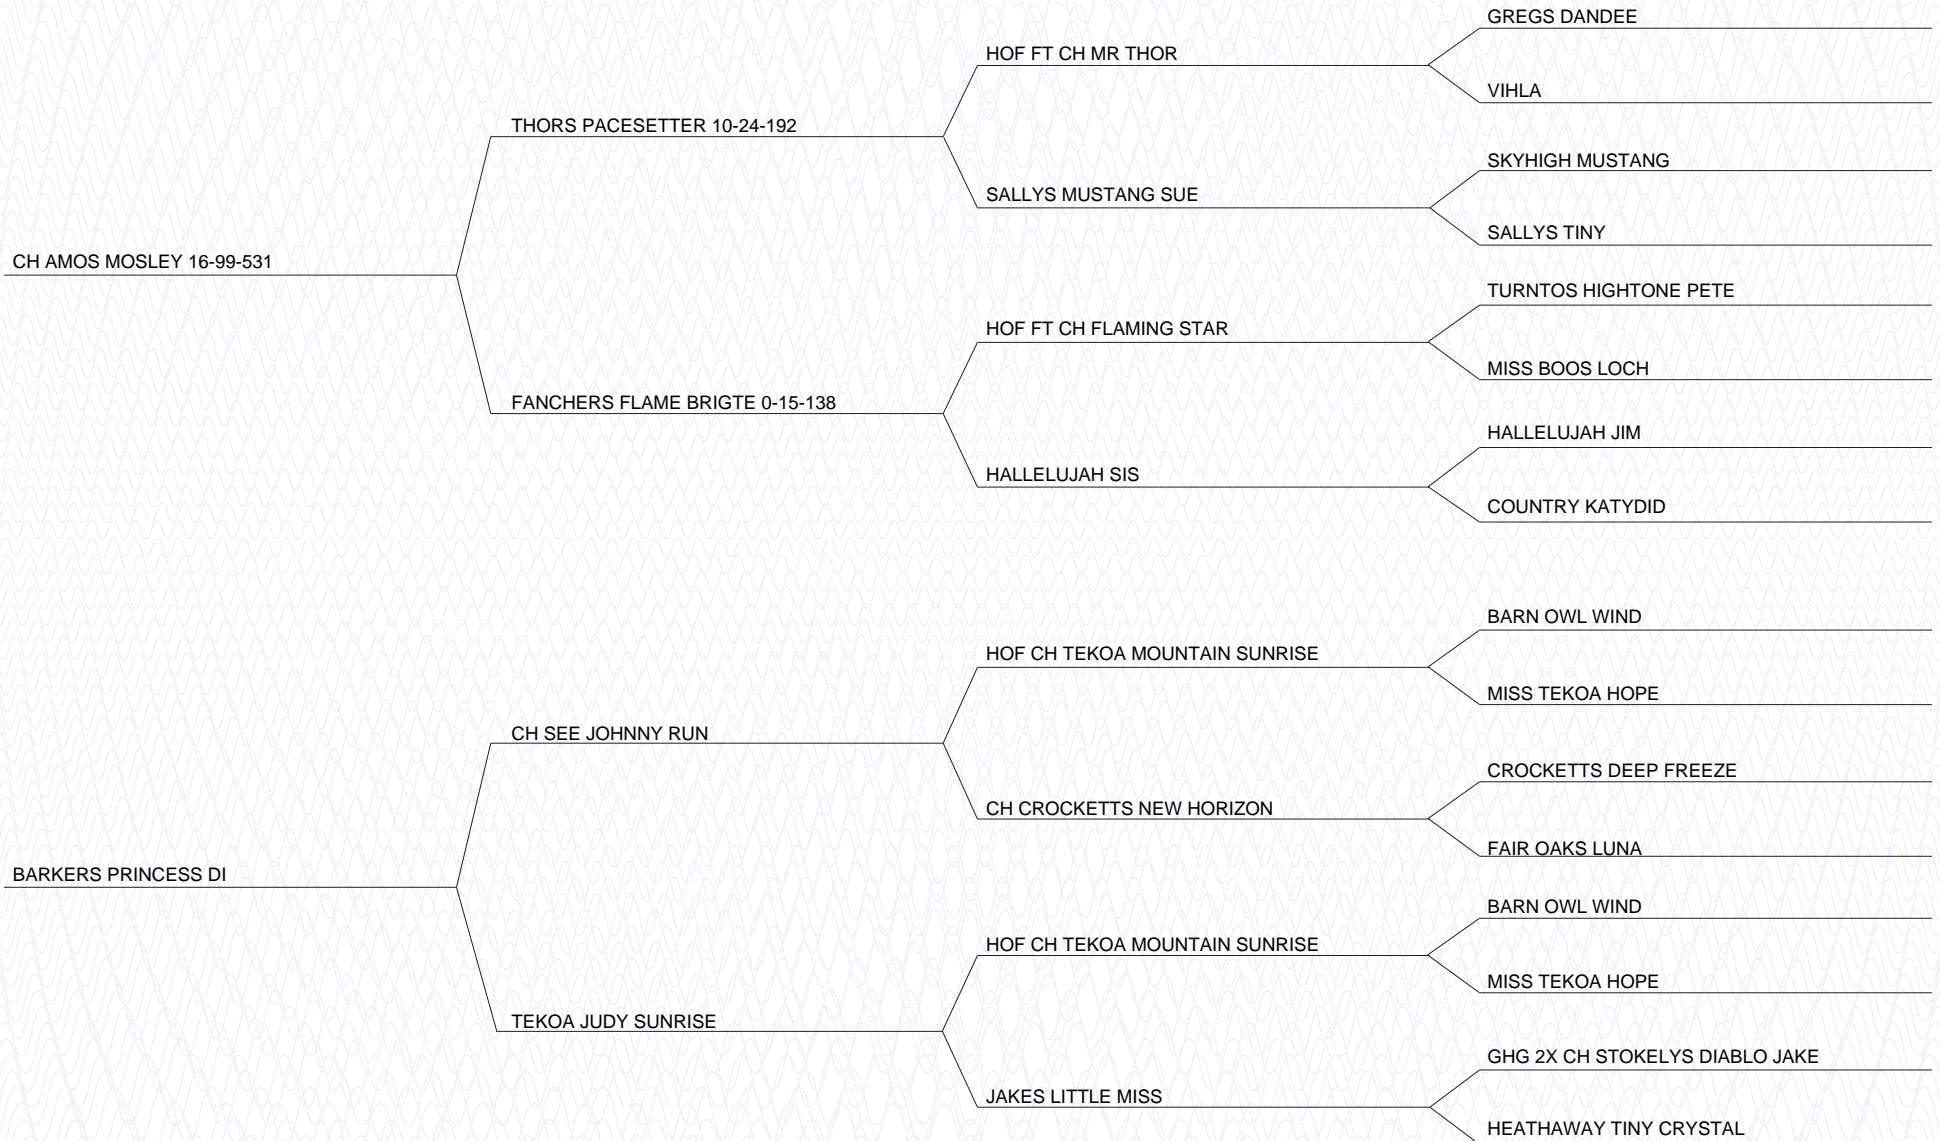 GREGS DANDEE
HOF FT CH MR THOR
VIHLA
THORS PACESETTER 10-24-192
SKYHIGH MUSTANG
SALLYS MUSTANG SUE
SALLYS TINY
CH AMOS MOSLEY 16-99-531
TURNTOS HIGHTONE PETE
HOF FT CH FLAMING STAR
MISS BOOS LOCH
FANCHERS FLAME BRIGTE 0-15-138
HALLELUJAH JIM
HALLELUJAH SIS
COUNTRY KATYDID
BARN OWL WIND
HOF CH TEKOA MOUNTAIN SUNRISE
MISS TEKOA HOPE
CH SEE JOHNNY RUN
CROCKETTS DEEP FREEZE
CH CROCKETTS NEW HORIZON
FAIR OAKS LUNA
BARKERS PRINCESS DI
BARN OWL WIND
HOF CH TEKOA MOUNTAIN SUNRISE
MISS TEKOA HOPE
TEKOA JUDY SUNRISE
GHG 2X CH STOKELYS DIABLO JAKE
JAKES LITTLE MISS
HEATHAWAY TINY CRYSTAL